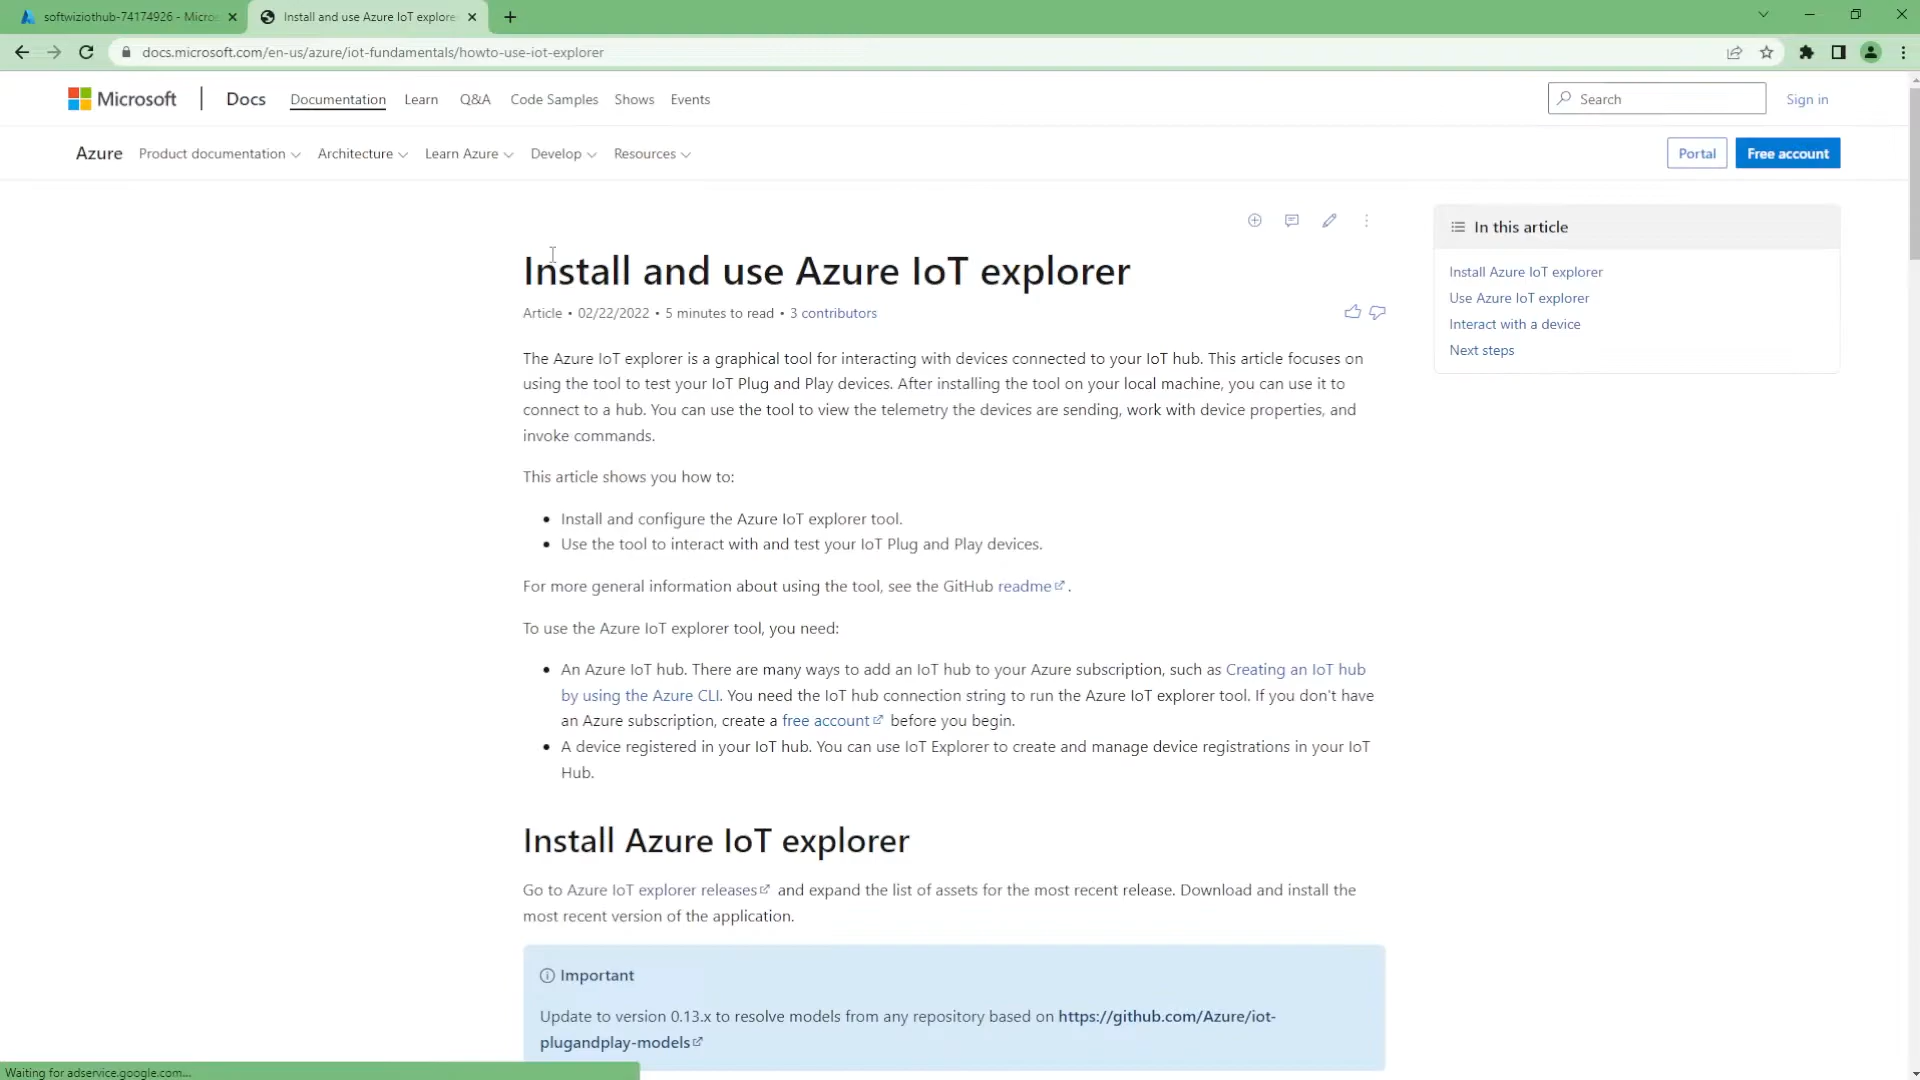 softwiziothub-74174926 - Micros
Install and use Azure IoT explore
docs.microsoft.com/en-us/azure/iot-fundamentals/howto-use-iot-explorer
Microsoft Docs Documentation Learn Q&A Code Samples Shows Events Search Sign in
Azure Product documentation Architecture Learn Azure Develop Resources Portal Free account
In this article
Install Azure IoT explorer
Use Azure IoT explorer
Interact with a device
Next steps
Install and use Azure IoT explorer
Article • 02/22/2022 • 5 minutes to read • 3 contributors
The Azure IoT explorer is a graphical tool for interacting with devices connected to your IoT hub. This article focuses on
using the tool to test your IoT Plug and Play devices. After installing the tool on your local machine, you can use it to
connect to a hub. You can use the tool to view the telemetry the devices are sending, work with device properties, and
invoke commands.
This article shows you how to:
• Install and configure the Azure IoT explorer tool.
• Use the tool to interact with and test your IoT Plug and Play devices.
For more general information about using the tool, see the GitHub readme.
To use the Azure IoT explorer tool, you need:
• An Azure IoT hub. There are many ways to add an IoT hub to your Azure subscription, such as Creating an IoT hub
by using the Azure CLI. You need the IoT hub connection string to run the Azure IoT explorer tool. If you don't have
an Azure subscription, create a free account before you begin.
• A device registered in your IoT hub. You can use IoT Explorer to create and manage device registrations in your IoT
Hub.
Install Azure IoT explorer
Go to Azure IoT explorer releases and expand the list of assets for the most recent release. Download and install the
most recent version of the application.
Important
Update to version 0.13.x to resolve models from any repository based on https://github.com/Azure/iot-
plugandplay-models
Waiting for adservice.google.com...